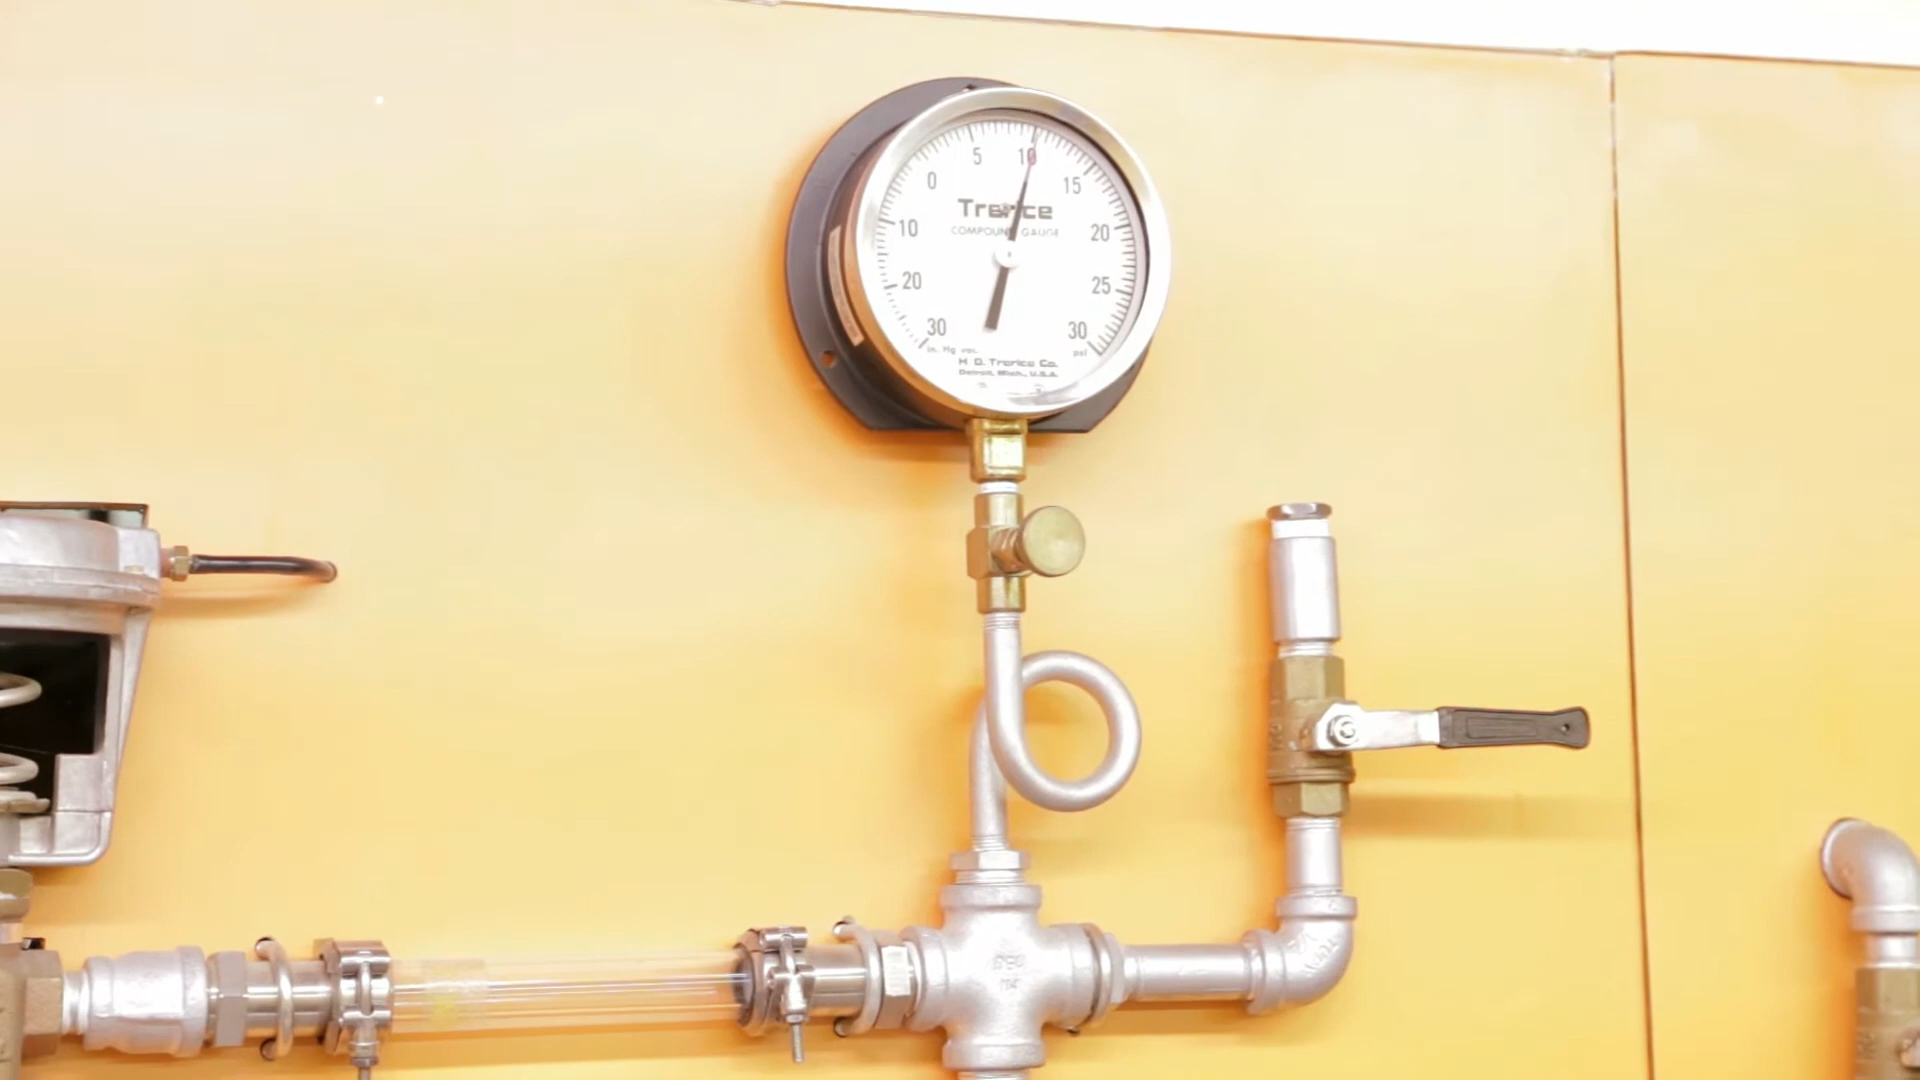 5 10
0 15
Trerice
COMPOUND GAUGE
10 20
20 25
30 30
in. Hg vac. psi
H. O. Trerice Co.
Detroit, Mich., U.S.A.